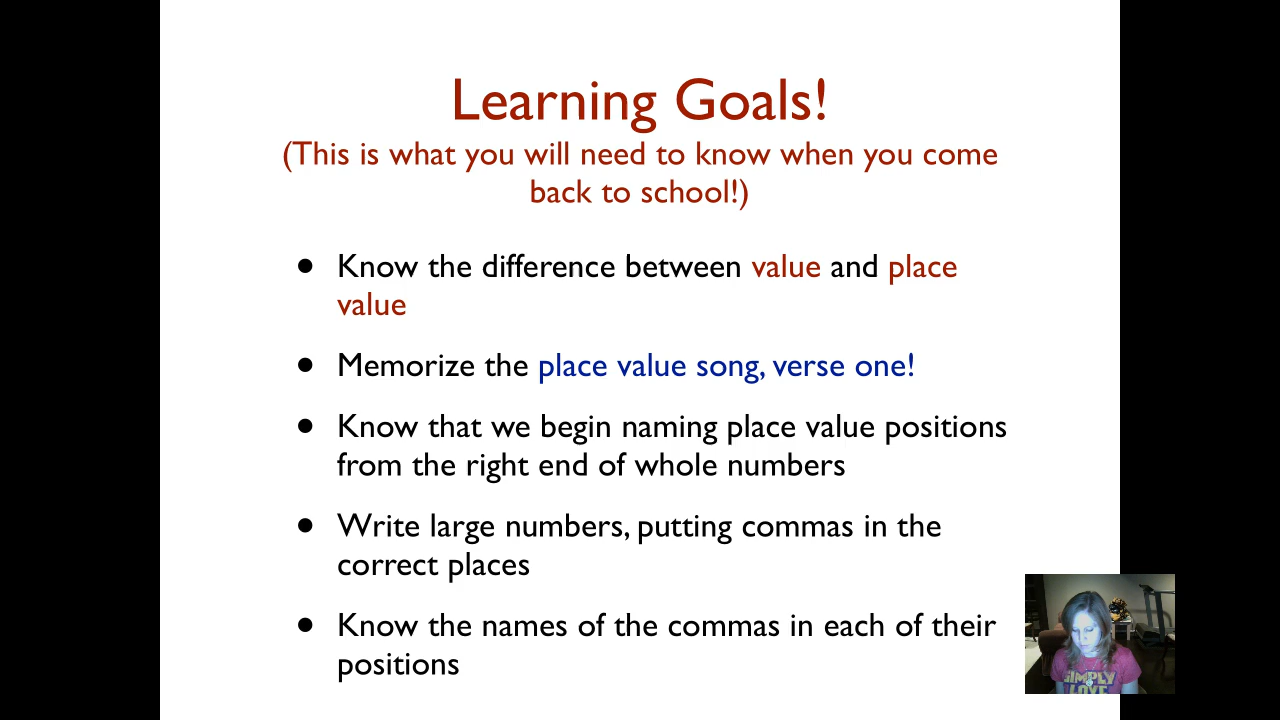 Learning Goals!
(This is what you will need to know when you come
back to school!)
• Know the difference between value and place
value
• Memorize the place value song, verse one!
• Know that we begin naming place value positions
from the right end of whole numbers
• Write large numbers, putting commas in the
correct places
• Know the names of the commas in each of their
positions
SIMPLY
LOVE